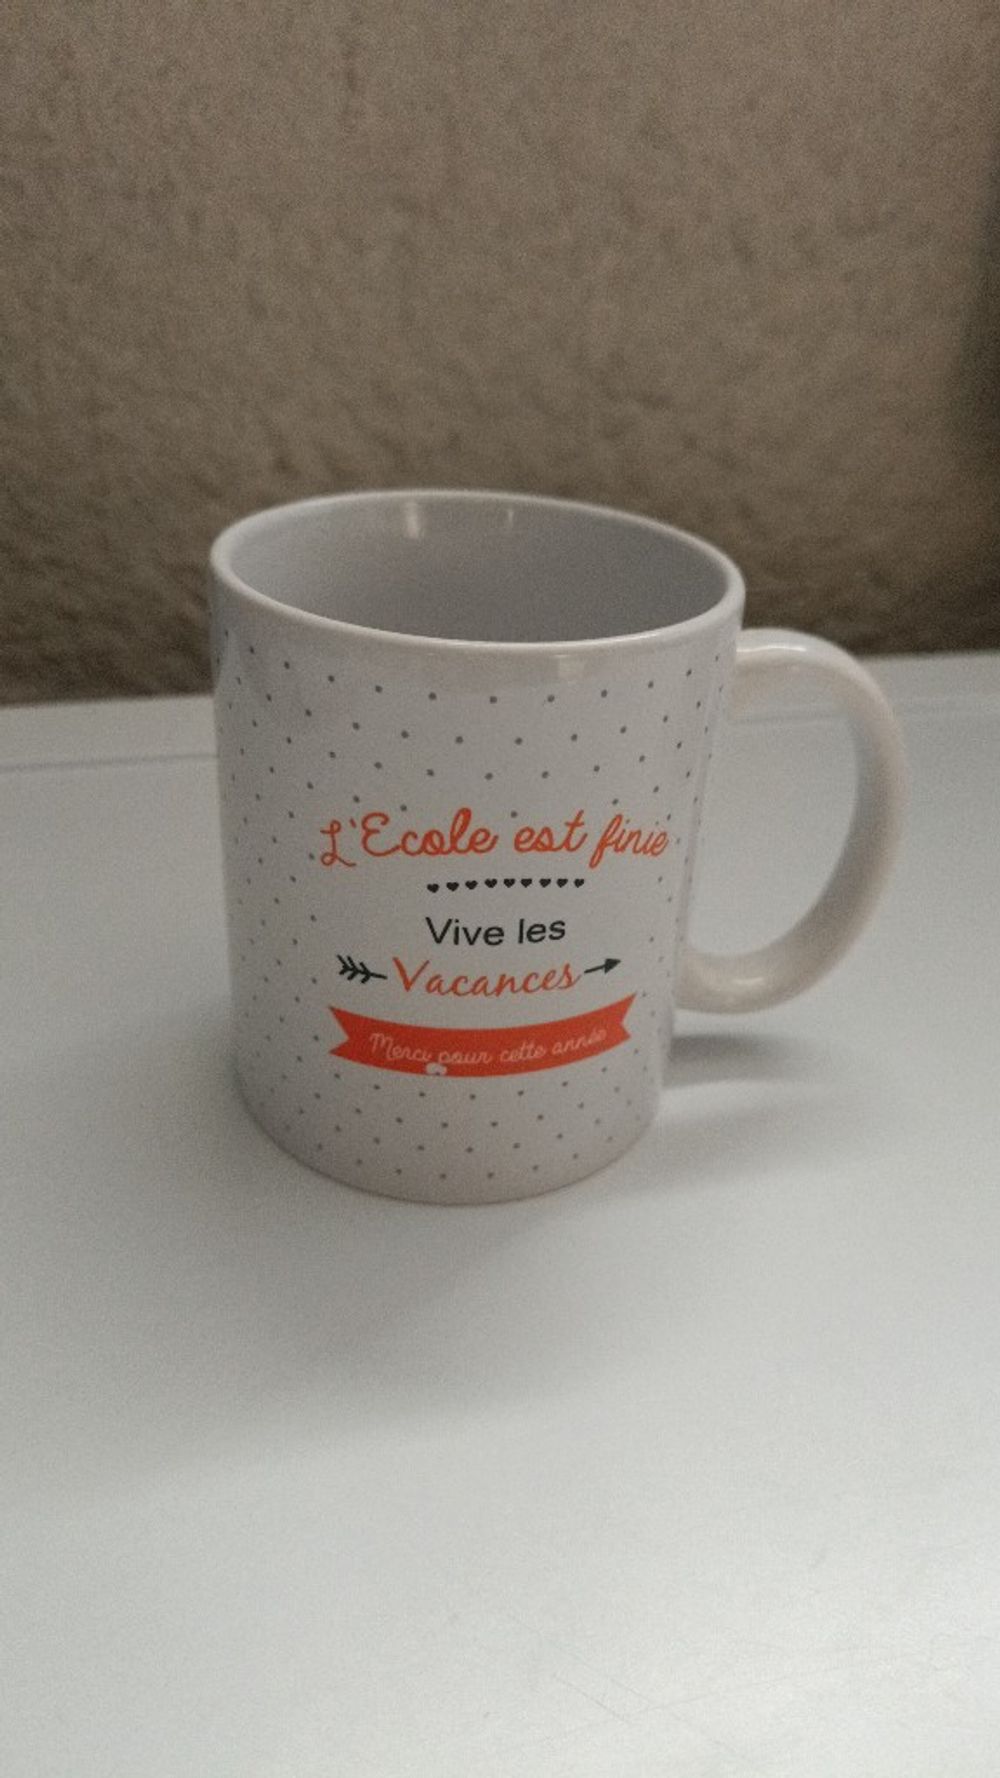 L'Ecole est finie
Vive les
Vacances
Merci pour cette année